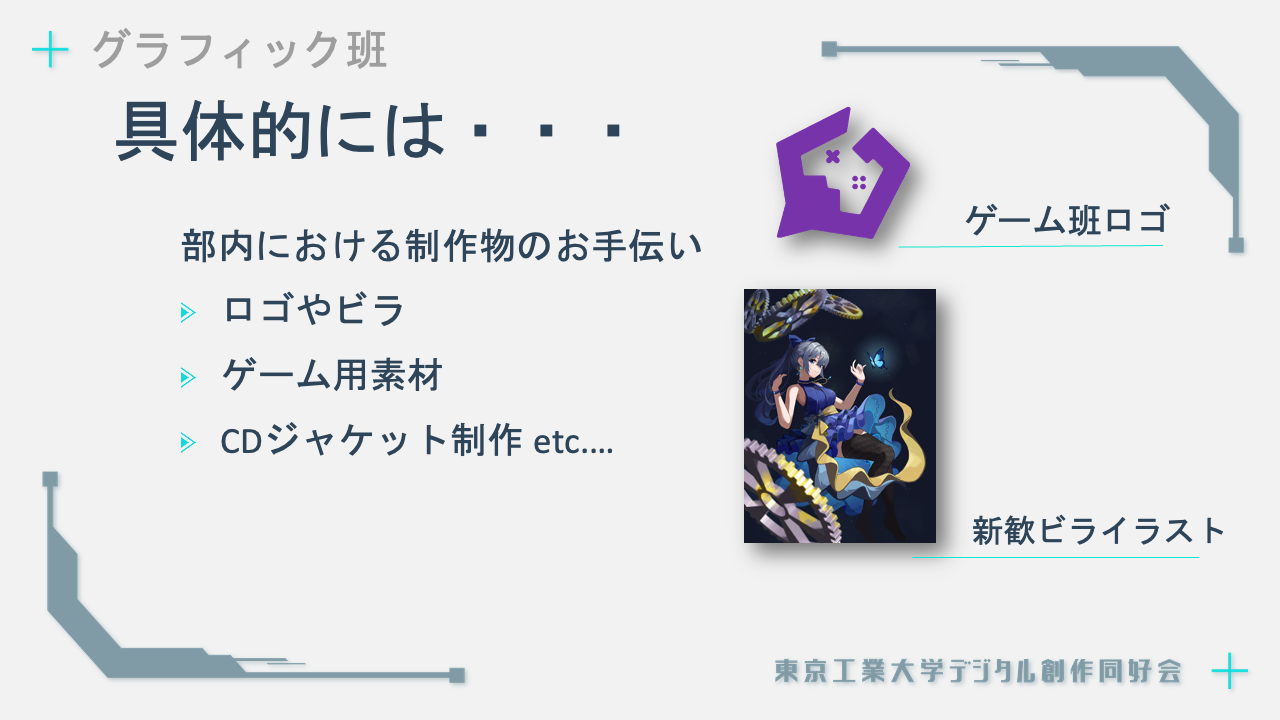 グラフィック班
具体的には・・・
部内における制作物のお手伝い
ロゴやビラ
ゲーム用素材
CDジャケット制作 etc....
ゲーム班ロゴ
新歓ビライラスト
東京工業大学デジタル創作同好会